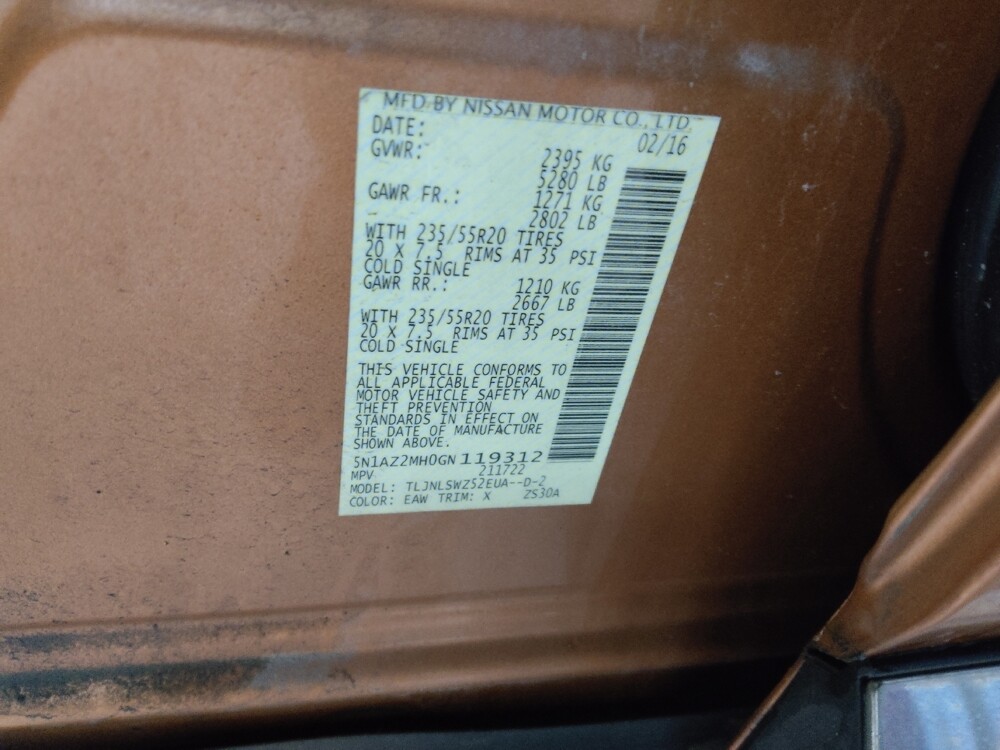 MFD.BY NISSAN MOTOR CO., LTD.
DATE: 02/16
GVWR: 2395 KG
5280 LB
GAWR FR.: 1271 KG
2802 LB
WITH 235/55R20 TIRES
20 X 7.5 RIMS AT 35 PSI
COLD SINGLE
GAWR RR.: 1210 KG
2667 LB
WITH 235/55R20 TIRES
20 X 7.5 RIMS AT 35 PSI
COLD SINGLE
THIS VEHICLE CONFORMS TO
ALL APPLICABLE FEDERAL
MOTOR VEHICLE SAFETY AND
THEFT PREVENTION
STANDARDS IN EFFECT ON
THE DATE OF MANUFACTURE
SHOWN ABOVE.
5N1AZ2MH0GN119312
MPV 211722
MODEL: TLJNLSWZ52EUA--D-2
COLOR: EAW TRIM: X ZS30A